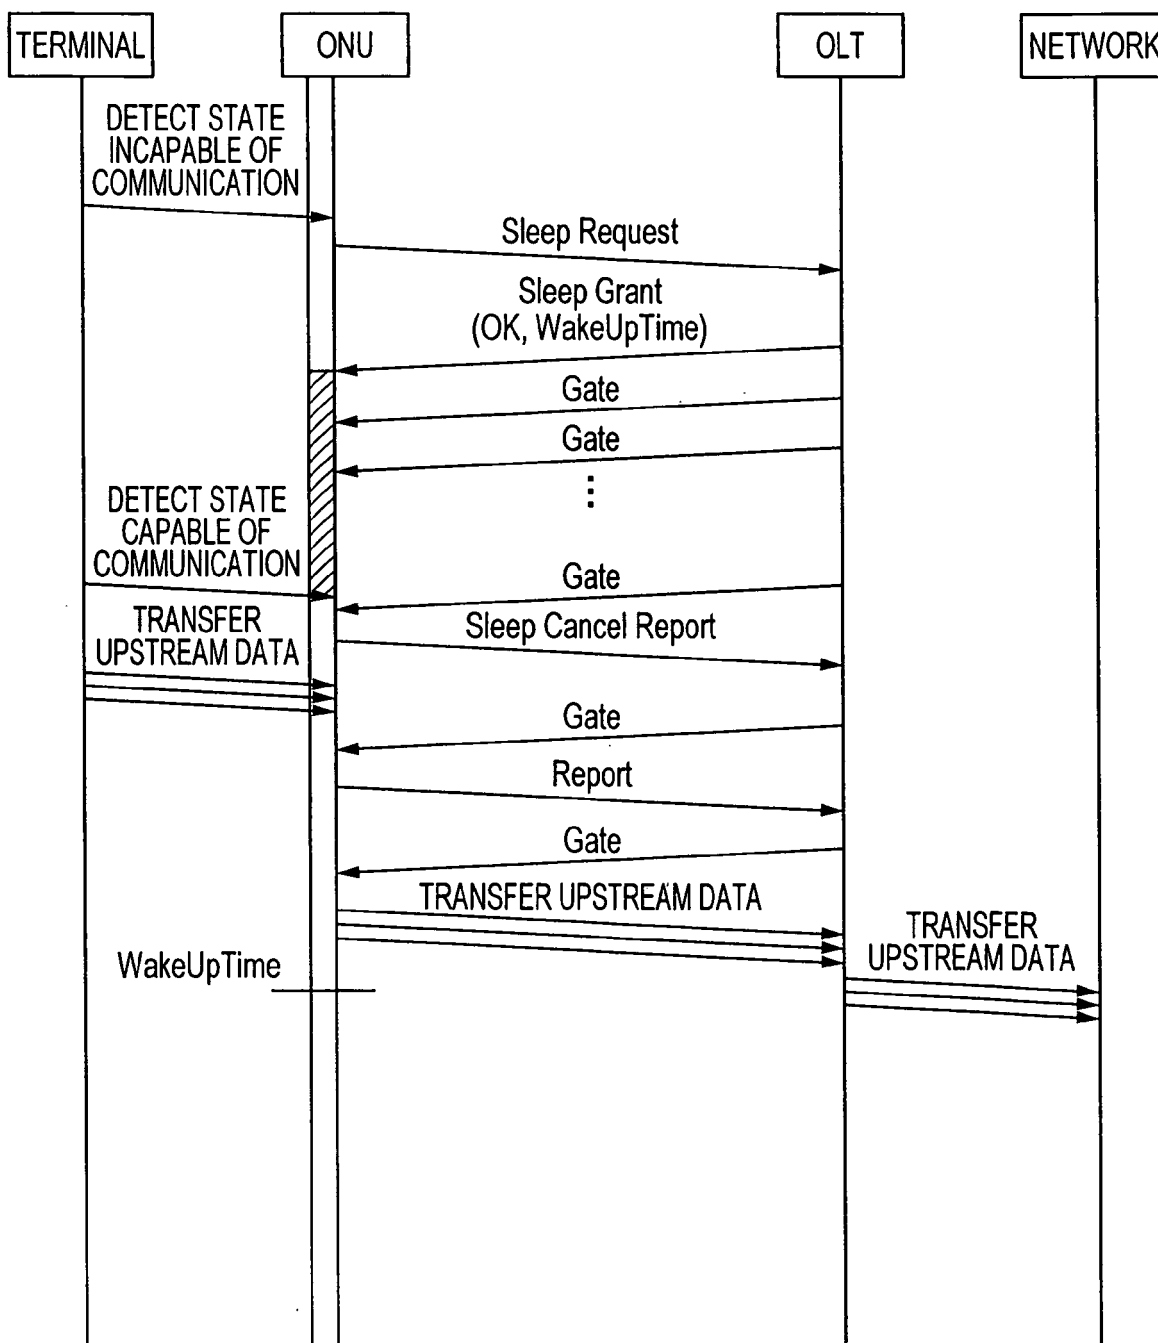 TERMINAL
ONU
OLT
NETWORK
DETECT STATE
INCAPABLE OF
COMMUNICATION
Sleep Request
Sleep Grant
(OK, WakeUpTime)
Gate
Gate
DETECT STATE
CAPABLE OF
COMMUNICATION
Gate
TRANSFER
UPSTREAM DATA
Sleep Cancel Report
Gate
Report
Gate
TRANSFER UPSTREAM DATA
TRANSFER
UPSTREAM DATA
WakeUpTime